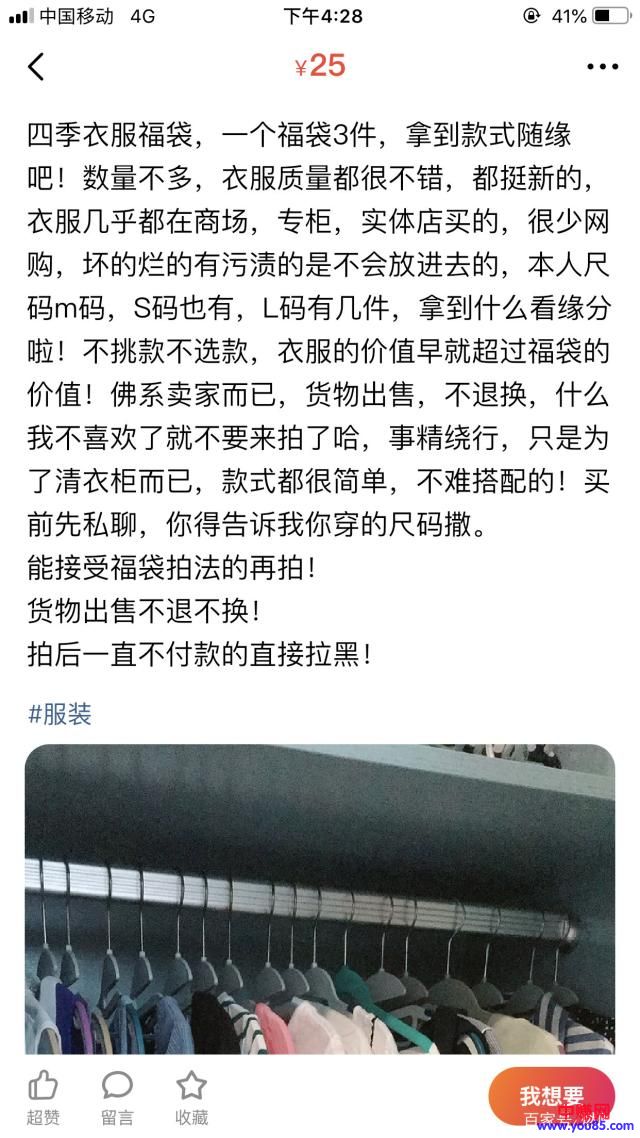 中国移动 4G 下午4:28 41%
¥25
四季衣服福袋，一个福袋3件，拿到款式随缘
吧！数量不多，衣服质量都很不错，都挺新的，
衣服几乎都在商场，专柜，实体店买的，很少网
购，坏的烂的有污渍的是不会放进去的，本人尺
码m码，S码也有，L码有几件，拿到什么看缘分
啦！不挑款不选款，衣服的价值早就超过福袋的
价值！佛系卖家而已，货物出售，不退换，什么
我不喜欢了就不要来拍了哈，事精绕行，只是为
了清衣柜而已，款式都很简单，不难搭配的！买
前先私聊，你得告诉我你穿的尺码撒。
能接受福袋拍法的再拍！
货物出售不退不换！
拍后一直不付款的直接拉黑！
#服装
超赞 留言 收藏
我想要
www.you85.com